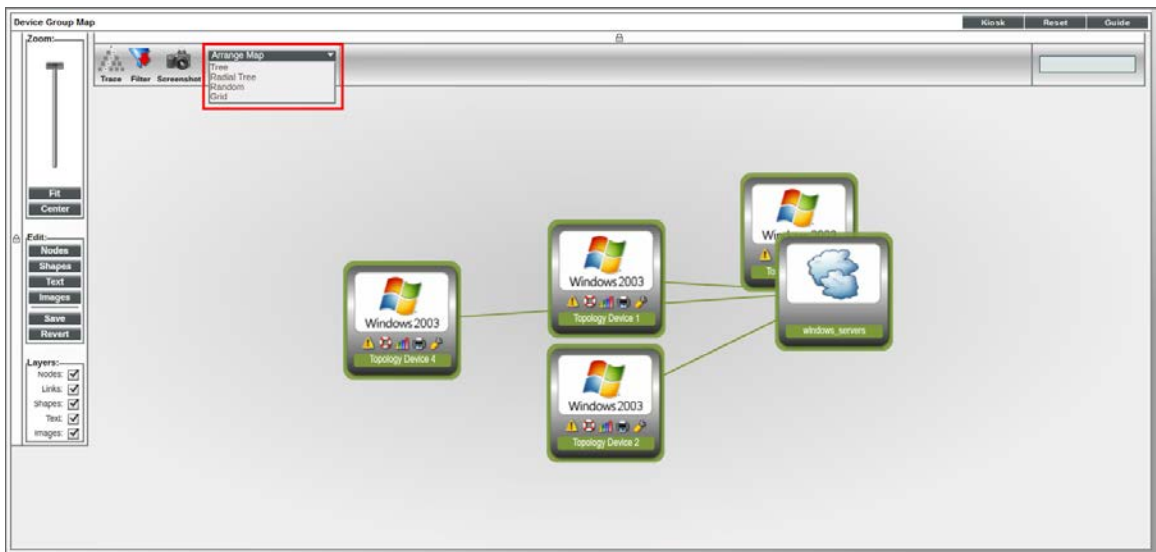 Device Group Map
Kiosk
Reset
Guide
Zoom:
Trace
Filter
Screenshot
Arrange Map
Tree
Radial Tree
Random
Grid
Fit
Center
Edit:
Nodes
Shapes
Text
Images
Save
Revert
Layers:
Nodes:
Links:
Shapes:
Text:
Images:
Windows 2003
Topology Device 4
Windows 2003
Topology Device 1
Windows 2003
Topology Device 2
windows_servers